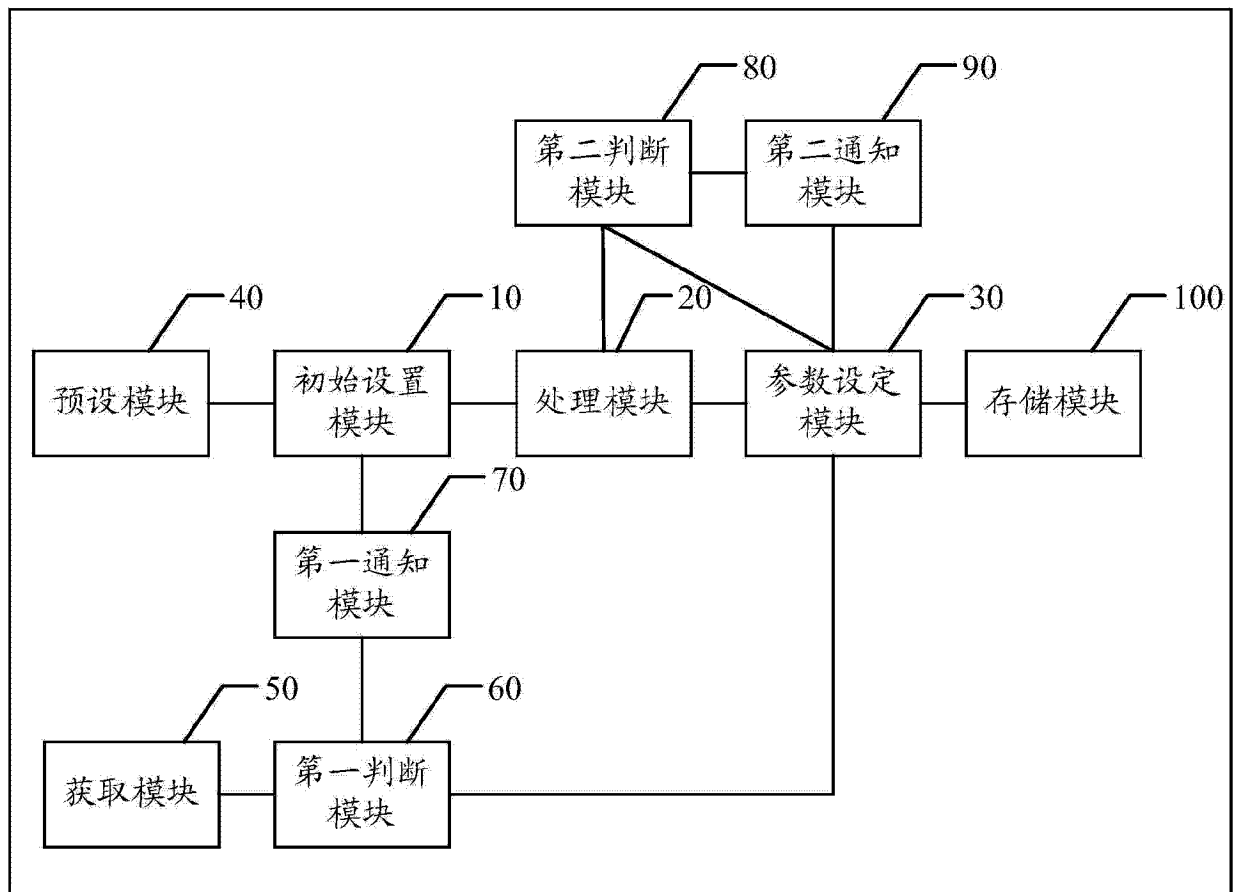 80
90
第二判断
模块
第二通知
模块
40
10
20
30
100
预设模块
初始设置
模块
处理模块
参数设定
模块
存储模块
70
第一通知
模块
50
60
获取模块
第一判断
模块